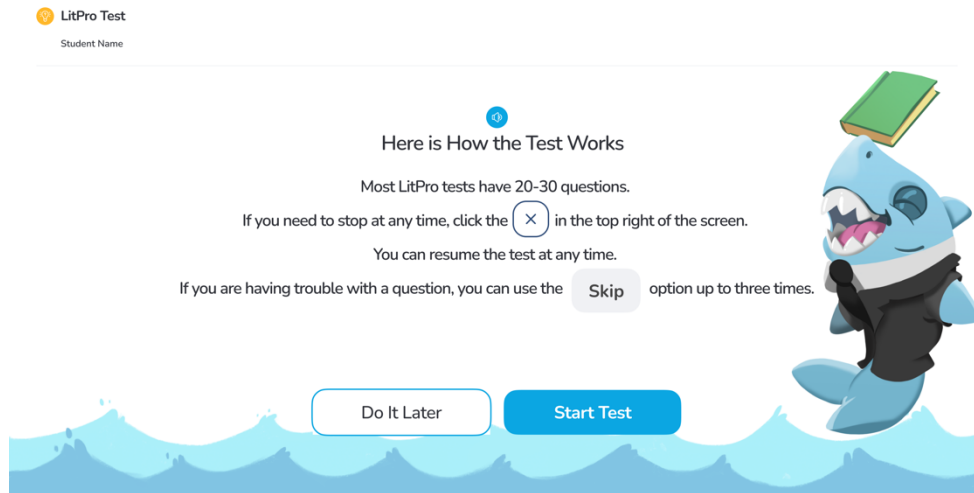 LitPro Test
Student Name
Here is How the Test Works
Most LitPro tests have 20-30 questions.
If you need to stop at any time, click the × in the top right of the screen.
You can resume the test at any time.
If you are having trouble with a question, you can use the Skip option up to three times.
Do It Later Start Test